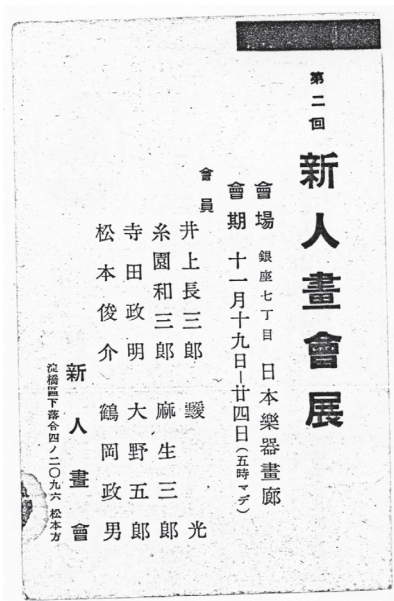 第二回
新人畫會展
會場 銀座七丁目 日本樂器畫廊
會期 十一月十九日—廿四日(五時マデ)
會員
井上長三郎 靉光
糸園和三郎 麻生三郎
寺田政明 大野五郎
松本俊介 鶴岡政男
新人畫會
淀橋區下落合四ノ二〇九六 松本方